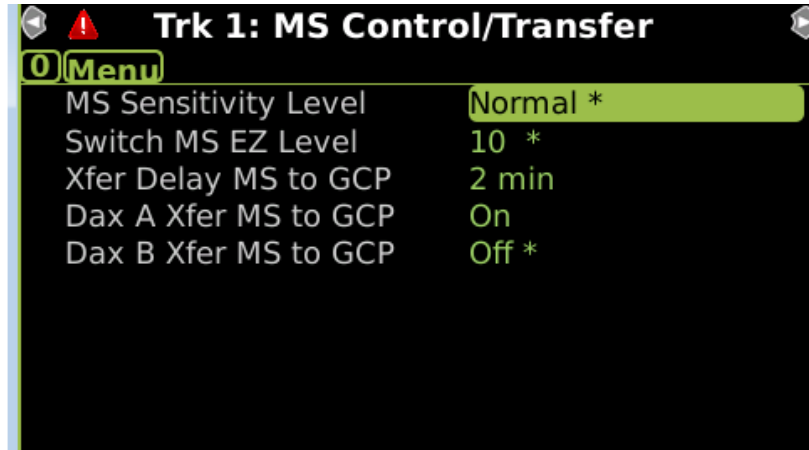 Trk 1: MS Control/Transfer
0 Menu
MS Sensitivity Level Normal *
Switch MS EZ Level 10 *
Xfer Delay MS to GCP 2 min
Dax A Xfer MS to GCP On
Dax B Xfer MS to GCP Off *